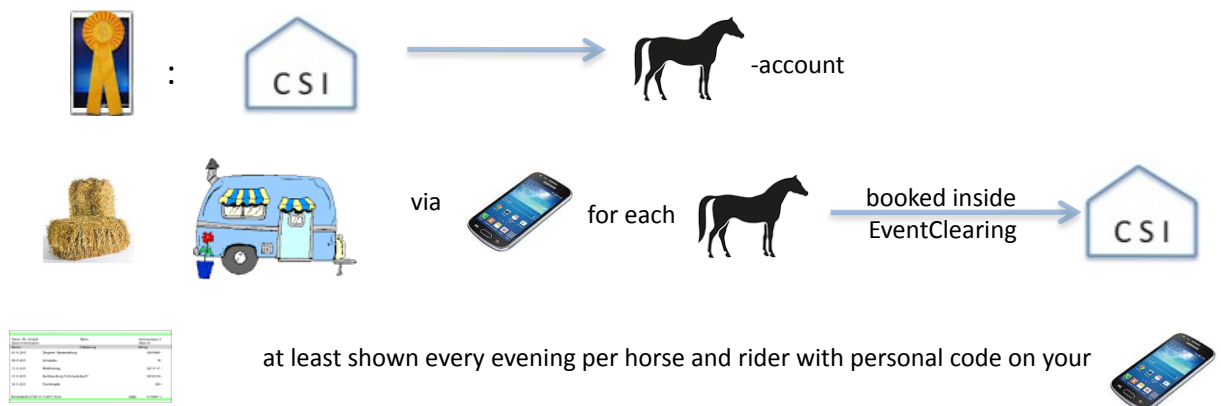 :
CSI
-account
via
for each
booked inside
EventClearing
CSI
at least shown every evening per horse and rider with personal code on your